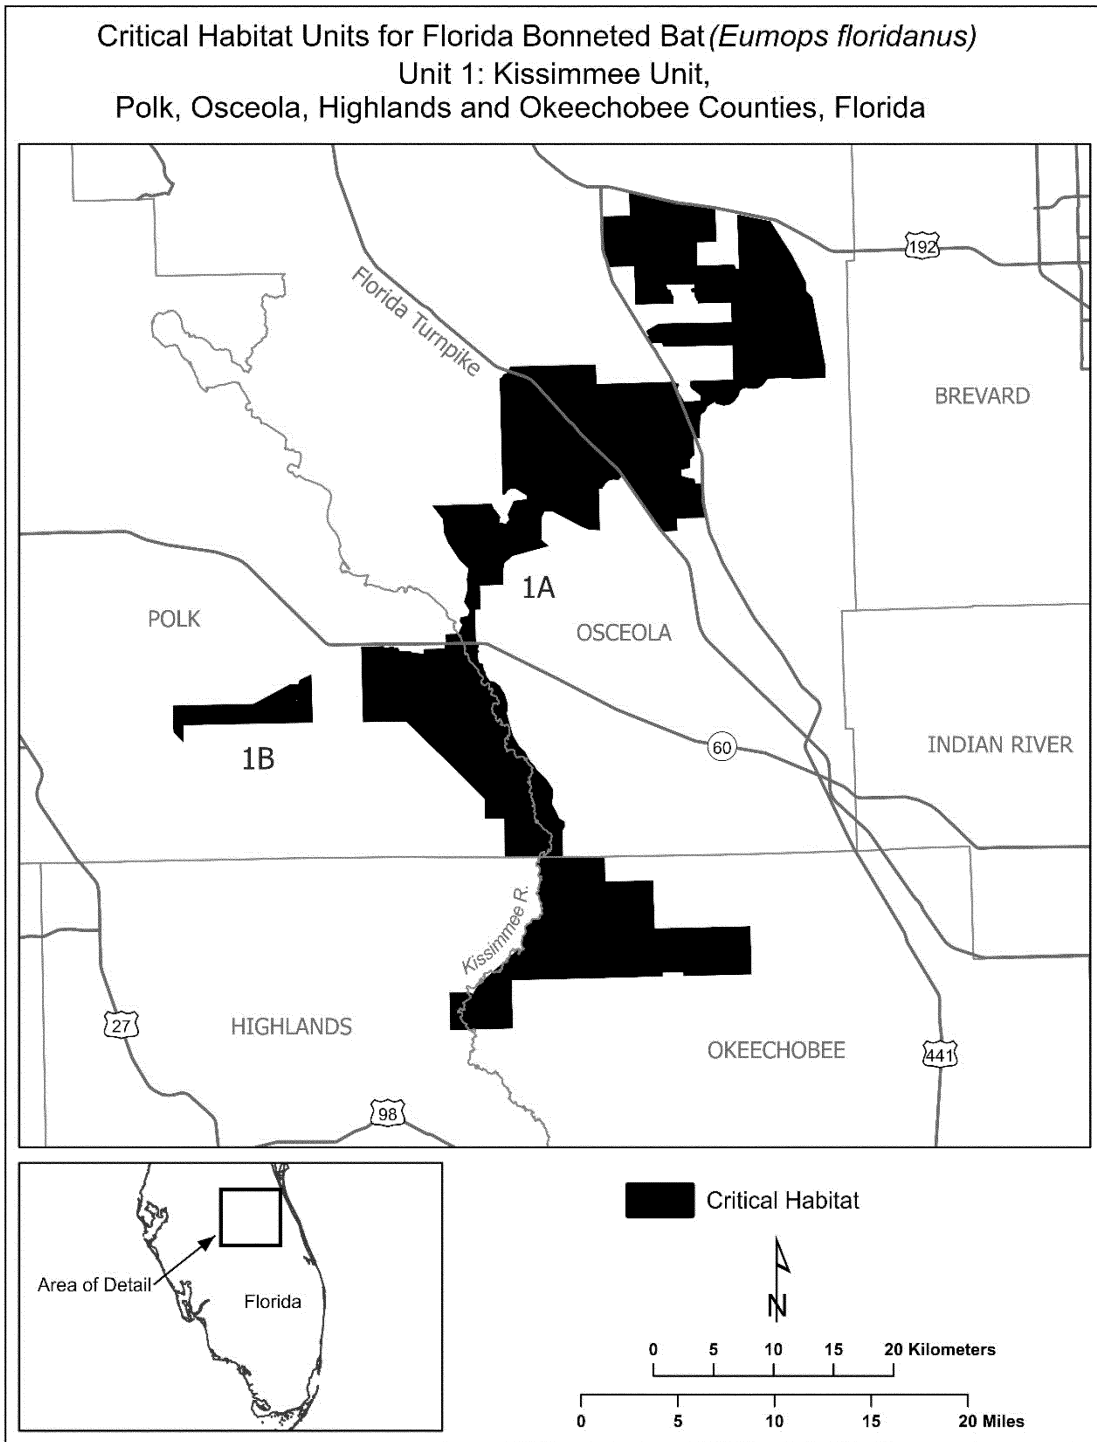 Critical Habitat Units for Florida Bonneted Bat (Eumops floridanus)
Unit 1: Kissimmee Unit,
Polk, Osceola, Highlands and Okeechobee Counties, Florida
192
Florida Turnpike
BREVARD
1A
POLK
OSCEOLA
INDIAN RIVER
60
1B
Kissimmee R.
27
HIGHLANDS
OKEECHOBEE
441
98
Critical Habitat
Area of Detail
Florida
N
0 5 10 15 20 Kilometers
0 5 10 15 20 Miles